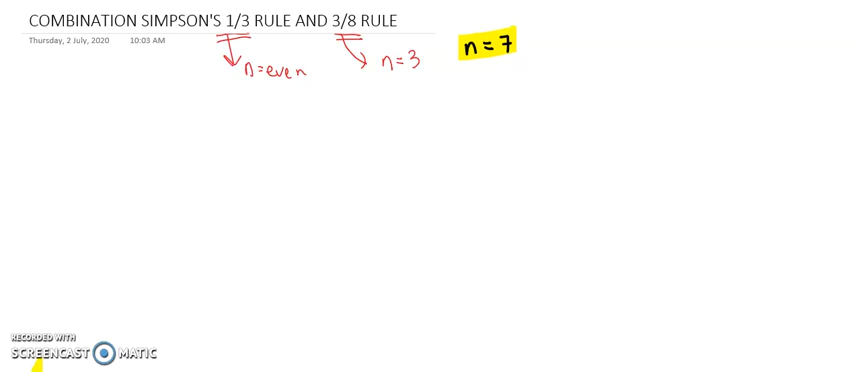 COMBINATION SIMPSON'S 1/3 RULE AND 3/8 RULE
Thursday, 2 July, 2020 10:03 AM
n = even
n = 3
n = 7
RECORDED WITH
SCREENCAST MATIC